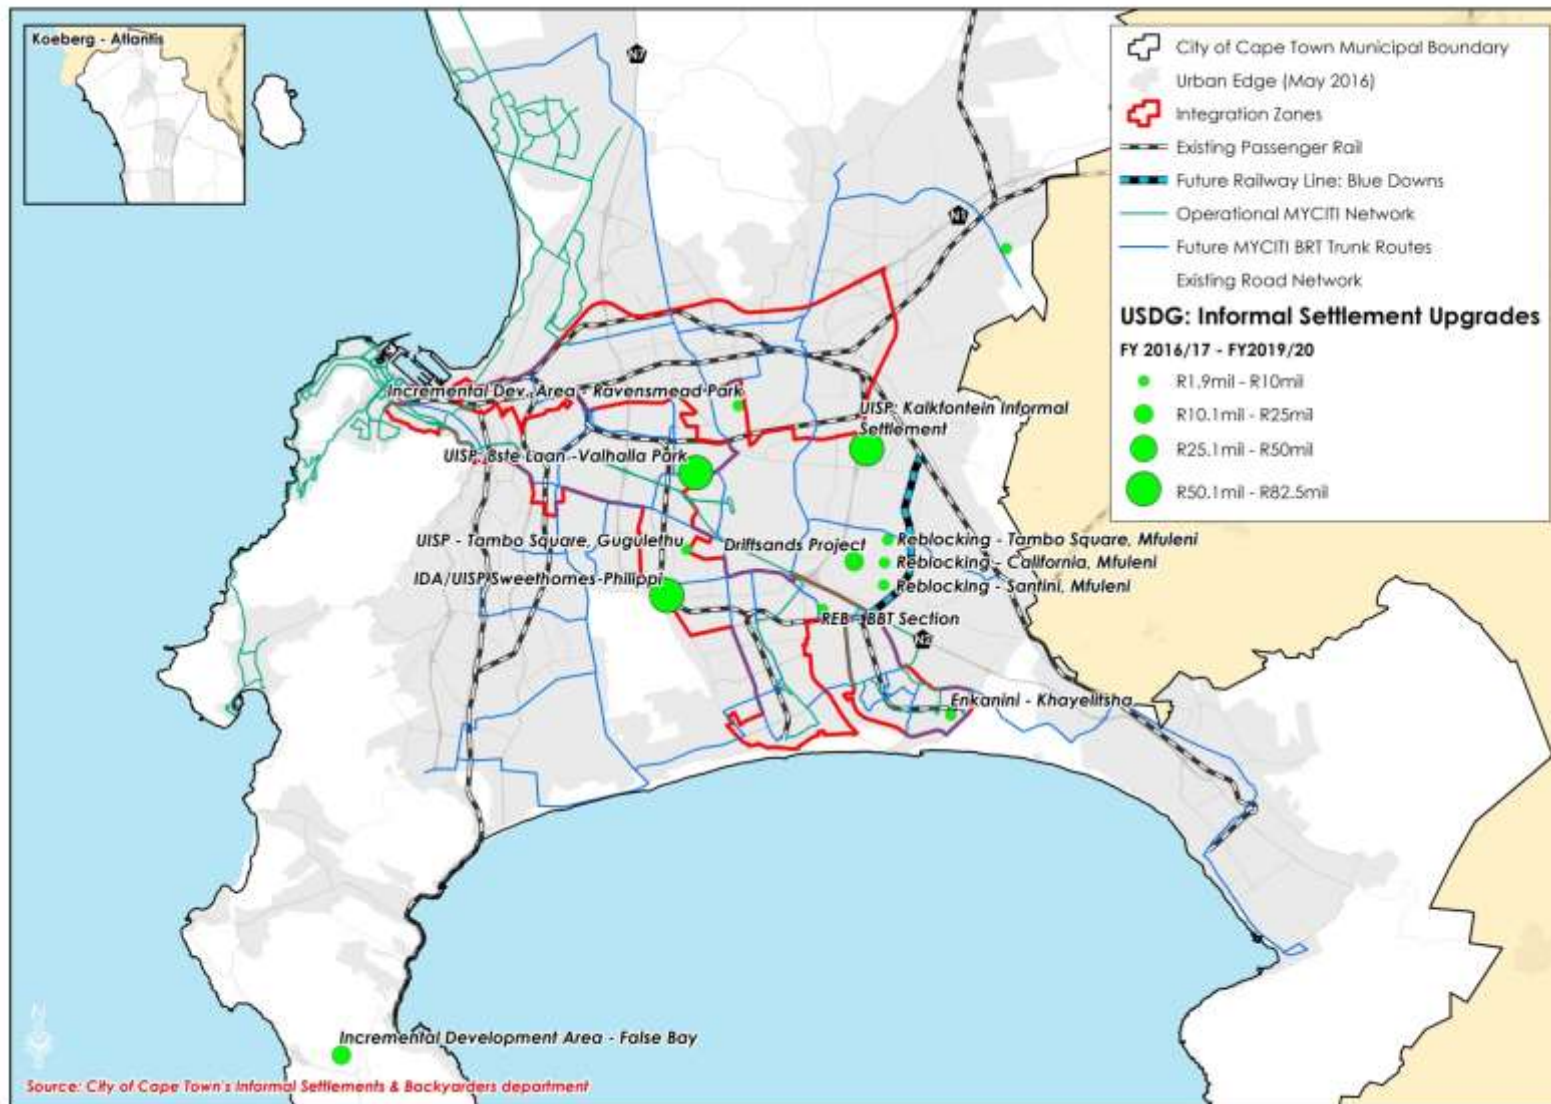 Koeberg - Atlantis
N7
N1
City of Cape Town Municipal Boundary
Urban Edge (May 2016)
Integration Zones
Existing Passenger Rail
Future Railway Line: Blue Downs
Operational MYCITI Network
Future MYCITI BRT Trunk Routes
Existing Road Network
USDG: Informal Settlement Upgrades
FY 2016/17 - FY2019/20
R1.9mil - R10mil
R10.1mil - R25mil
R25.1mil - R50mil
R50.1mil - R82.5mil
Incremental Dev. Area - Ravensmead Park
UISP: Kalkfontein Informal
Settlement
UISP: 8ste Laan -Valhalla Park
UISP - Tambo Square, Gugulethu
Driftsands Project
Reblocking - Tambo Square, Mfuleni
Reblocking - California, Mfuleni
Reblocking - Santini, Mfuleni
IDA/UISP Sweethomes-Philippi
REB - BBT Section
N2
Enkanini - Khayelitsha
Incremental Development Area - False Bay
N
Source: City of Cape Town's Informal Settlements & Backyarders department